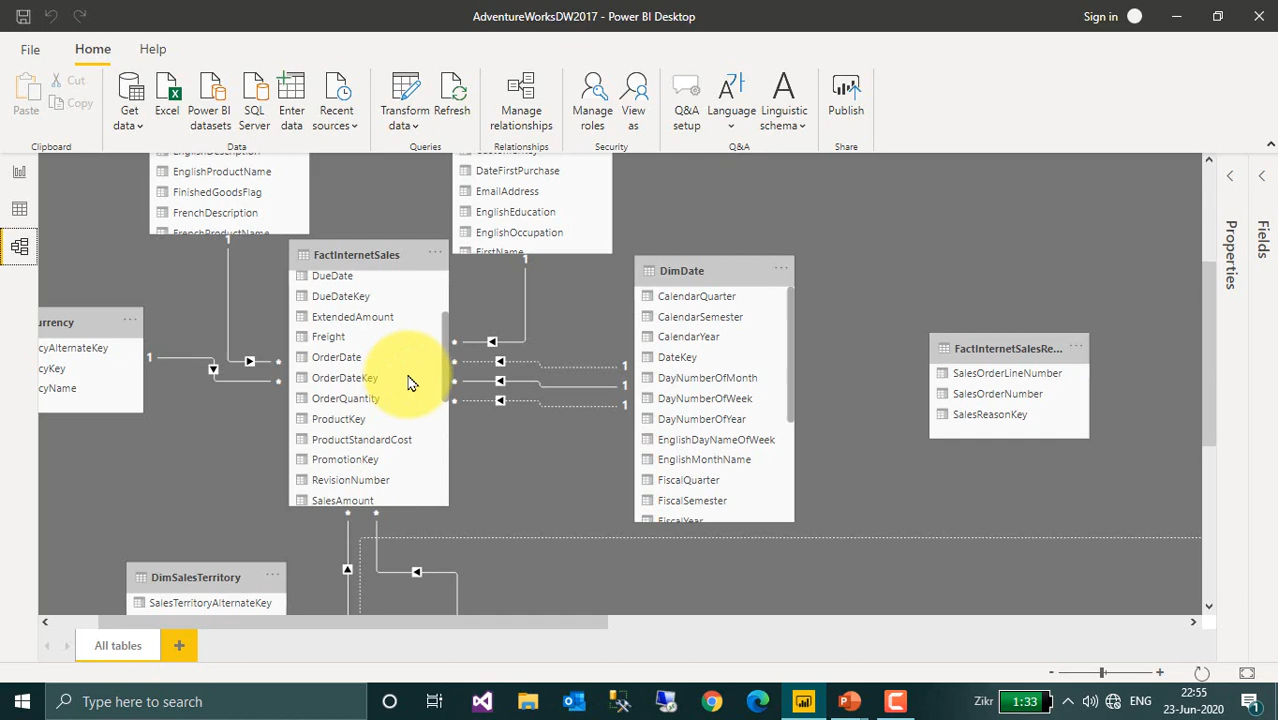 AdventureWorksDW2017 - Power BI Desktop
Sign in
File
Home
Help
Paste
Cut
Copy
Get data
Excel
Power BI datasets
SQL Server
Enter data
Recent sources
Transform data
Refresh
Manage relationships
Manage roles
View as
Q&A setup
Language
Linguistic schema
Publish
Clipboard
Data
Queries
Relationships
Security
Q&A
Share
EnglishDescription
EnglishProductName
FinishedGoodsFlag
FrenchDescription
FrenchProductName
DateFirstPurchase
EmailAddress
EnglishEducation
EnglishOccupation
FirstName
1
1
FactInternetSales
DueDate
DueDateKey
ExtendedAmount
Freight
OrderDate
OrderDateKey
OrderQuantity
ProductKey
ProductStandardCost
PromotionKey
RevisionNumber
SalesAmount
urrency
cyAlternateKey
cyKey
cyName
1
*
*
*
*
*
*
1
1
1
DimDate
CalendarQuarter
CalendarSemester
CalendarYear
DateKey
DayNumberOfMonth
DayNumberOfWeek
DayNumberOfYear
EnglishDayNameOfWeek
EnglishMonthName
FiscalQuarter
FiscalSemester
FiscalYear
FactInternetSalesRe...
SalesOrderLineNumber
SalesOrderNumber
SalesReasonKey
*
*
DimSalesTerritory
SalesTerritoryAlternateKey
Properties
Fields
All tables
Type here to search
Zikr
1:33
ENG
22:55
23-Jun-2020
1